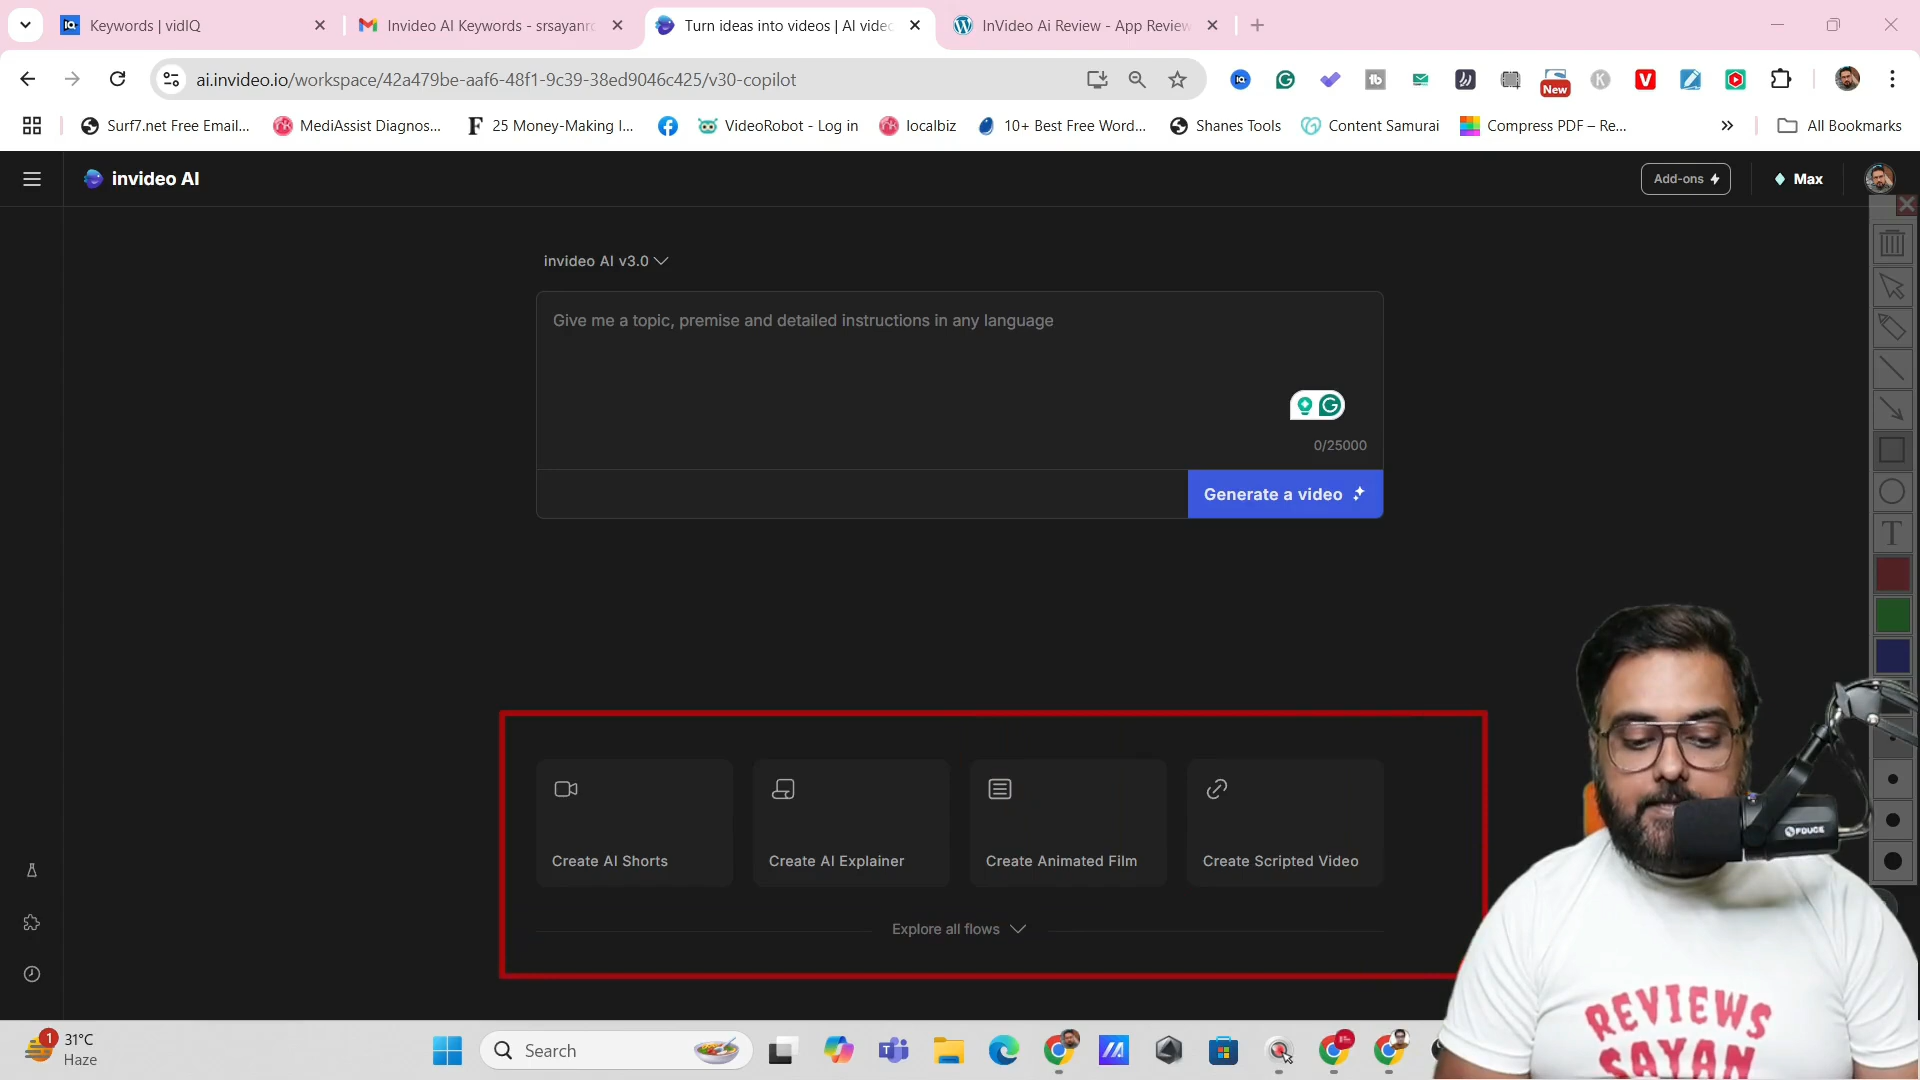 Keywords | vidIQ
Invideo AI Keywords - srsayanrc
Turn ideas into videos | AI videc
InVideo Ai Review - App Review
ai.invideo.io/workspace/42a479be-aaf6-48f1-9c39-38ed9046c425/v30-copilot
New
Surf7.net Free Email...
MediAssist Diagnos...
25 Money-Making I...
VideoRobot - Log in
localbiz
10+ Best Free Word...
Shanes Tools
Content Samurai
Compress PDF – Re...
All Bookmarks
invideo AI
Add-ons
Max
invideo AI v3.0
Give me a topic, premise and detailed instructions in any language
0/25000
Generate a video
Create AI Shorts
Create AI Explainer
Create Animated Film
Create Scripted Video
Explore all flows
FDUCE
REVIEWS
SAYAN
1
31°C
Haze
Search